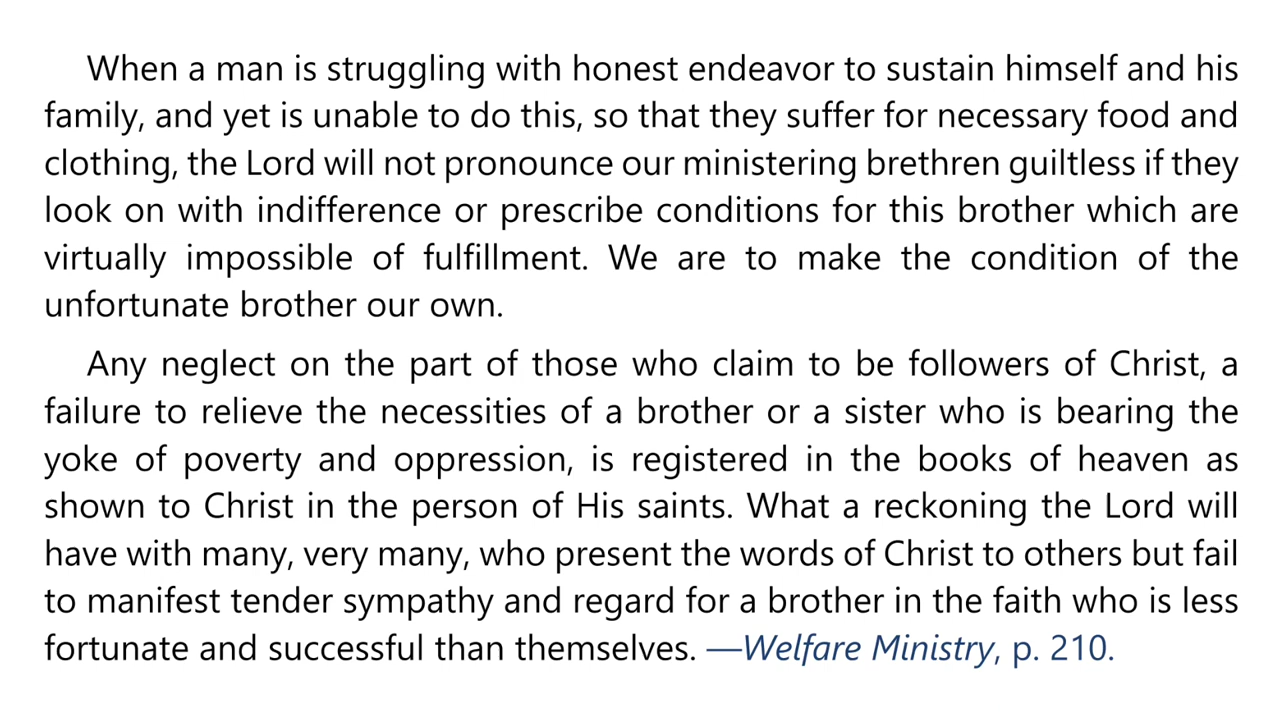 When a man is struggling with honest endeavor to sustain himself and his
family, and yet is unable to do this, so that they suffer for necessary food and
clothing, the Lord will not pronounce our ministering brethren guiltless if they
look on with indifference or prescribe conditions for this brother which are
virtually impossible of fulfillment. We are to make the condition of the
unfortunate brother our own.
Any neglect on the part of those who claim to be followers of Christ, a
failure to relieve the necessities of a brother or a sister who is bearing the
yoke of poverty and oppression, is registered in the books of heaven as
shown to Christ in the person of His saints. What a reckoning the Lord will
have with many, very many, who present the words of Christ to others but fail
to manifest tender sympathy and regard for a brother in the faith who is less
fortunate and successful than themselves. —Welfare Ministry, p. 210.